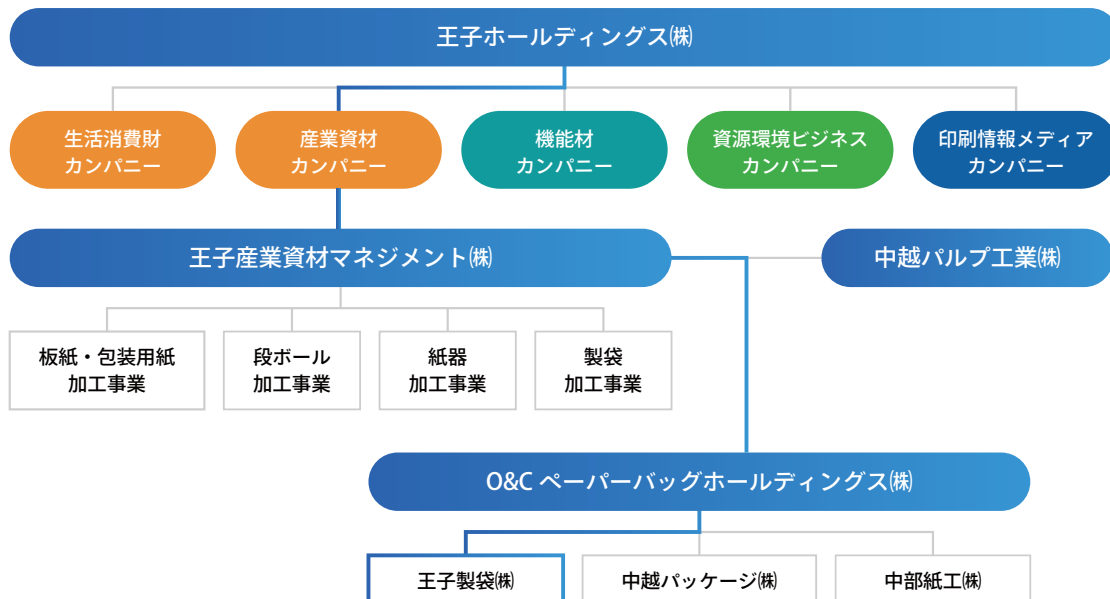 王子ホールディングス㈱
生活消費財
カンパニー
産業資材
カンパニー
機能材
カンパニー
資源環境ビジネス
カンパニー
印刷情報メディア
カンパニー
王子産業資材マネジメント㈱
中越パルプ工業㈱
板紙・包装用紙
加工事業
段ボール
加工事業
紙器
加工事業
製袋
加工事業
O&C ペーパーバッグホールディングス㈱
王子製袋㈱
中越パッケージ㈱
中部紙工㈱